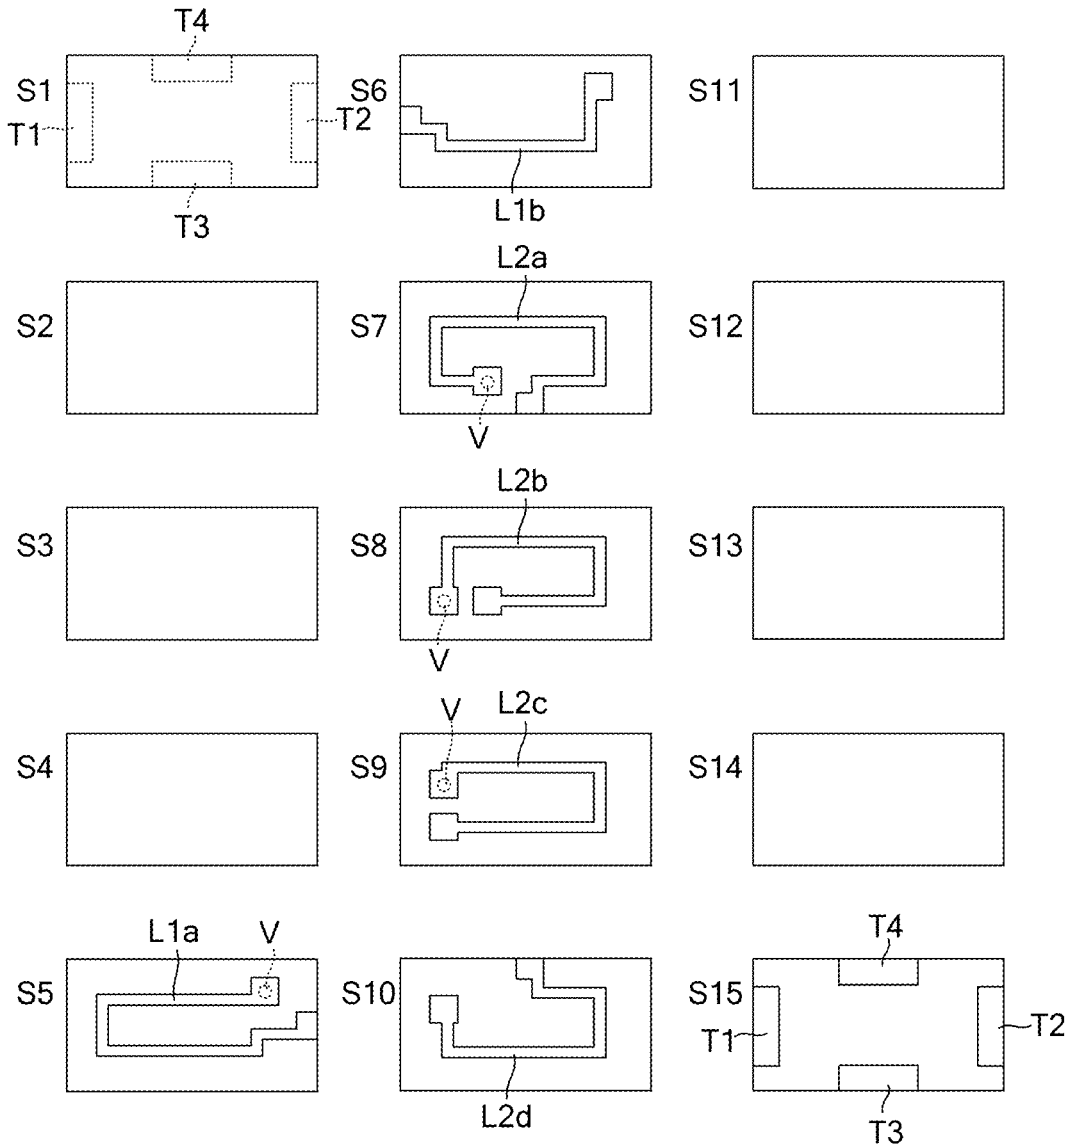 T4
S1
T1
T2
T3
S6
L1b
S11
S2
L2a
S7
V
S12
S3
L2b
S8
V
S13
S4
V
L2c
S9
S14
L1a
V
S5
S10
L2d
T4
S15
T1
T2
T3